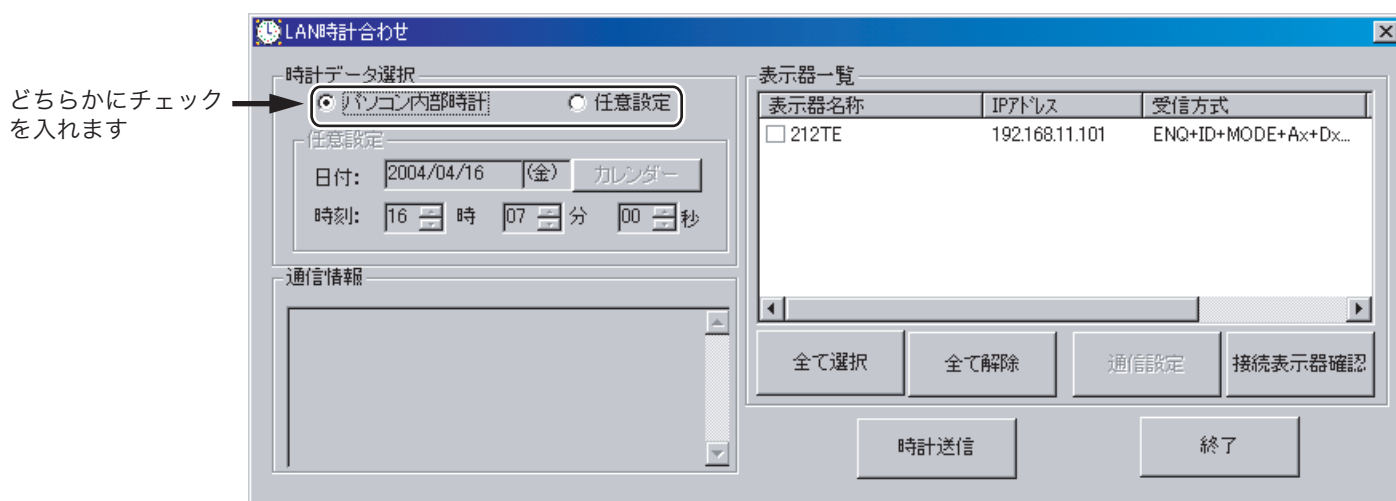 LAN時計合わせ
どちらかにチェック
を入れます
時計データ選択
パソコン内部時計 任意設定
任意設定
日付: 2004/04/16 (金) カレンダー
時刻: 16 時 07 分 00 秒
通信情報
表示器一覧
表示器名称 IPアドレス 受信方式
212TE 192.168.11.101 ENQ+ID+MODE+Ax+Dx...
全て選択 全て解除 通信設定 接続表示器確認
時計送信 終了